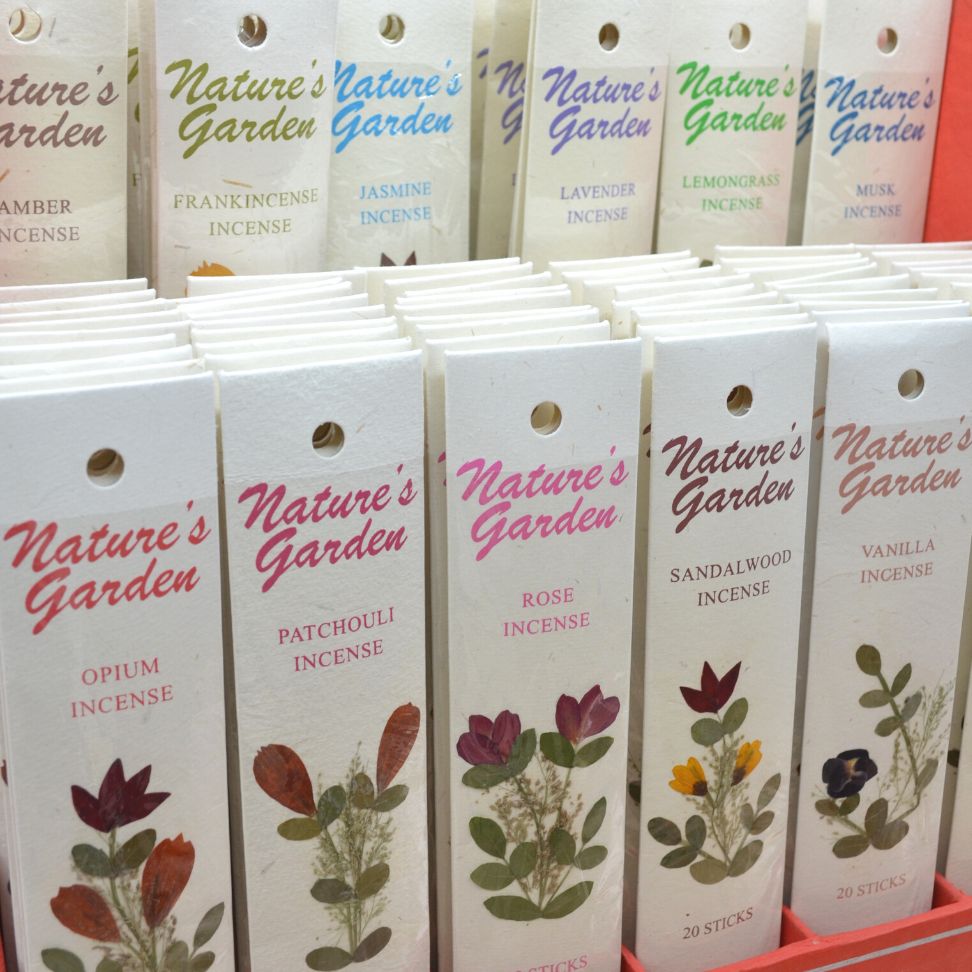 Nature's
Garden
AMBER
INCENSE
Nature's
Garden
FRANKINCENSE
INCENSE
Nature's
Garden
JASMINE
INCENSE
Nature's
Garden
LAVENDER
INCENSE
Nature's
Garden
LEMONGRASS
INCENSE
Nature's
Garden
MUSK
INCENSE
Nature's
Garden
OPIUM
INCENSE
Nature's
Garden
PATCHOULI
INCENSE
Nature's
Garden
ROSE
INCENSE
STICKS
Nature's
Garden
SANDALWOOD
INCENSE
20 STICKS
Nature's
Garden
VANILLA
INCENSE
20 STICKS